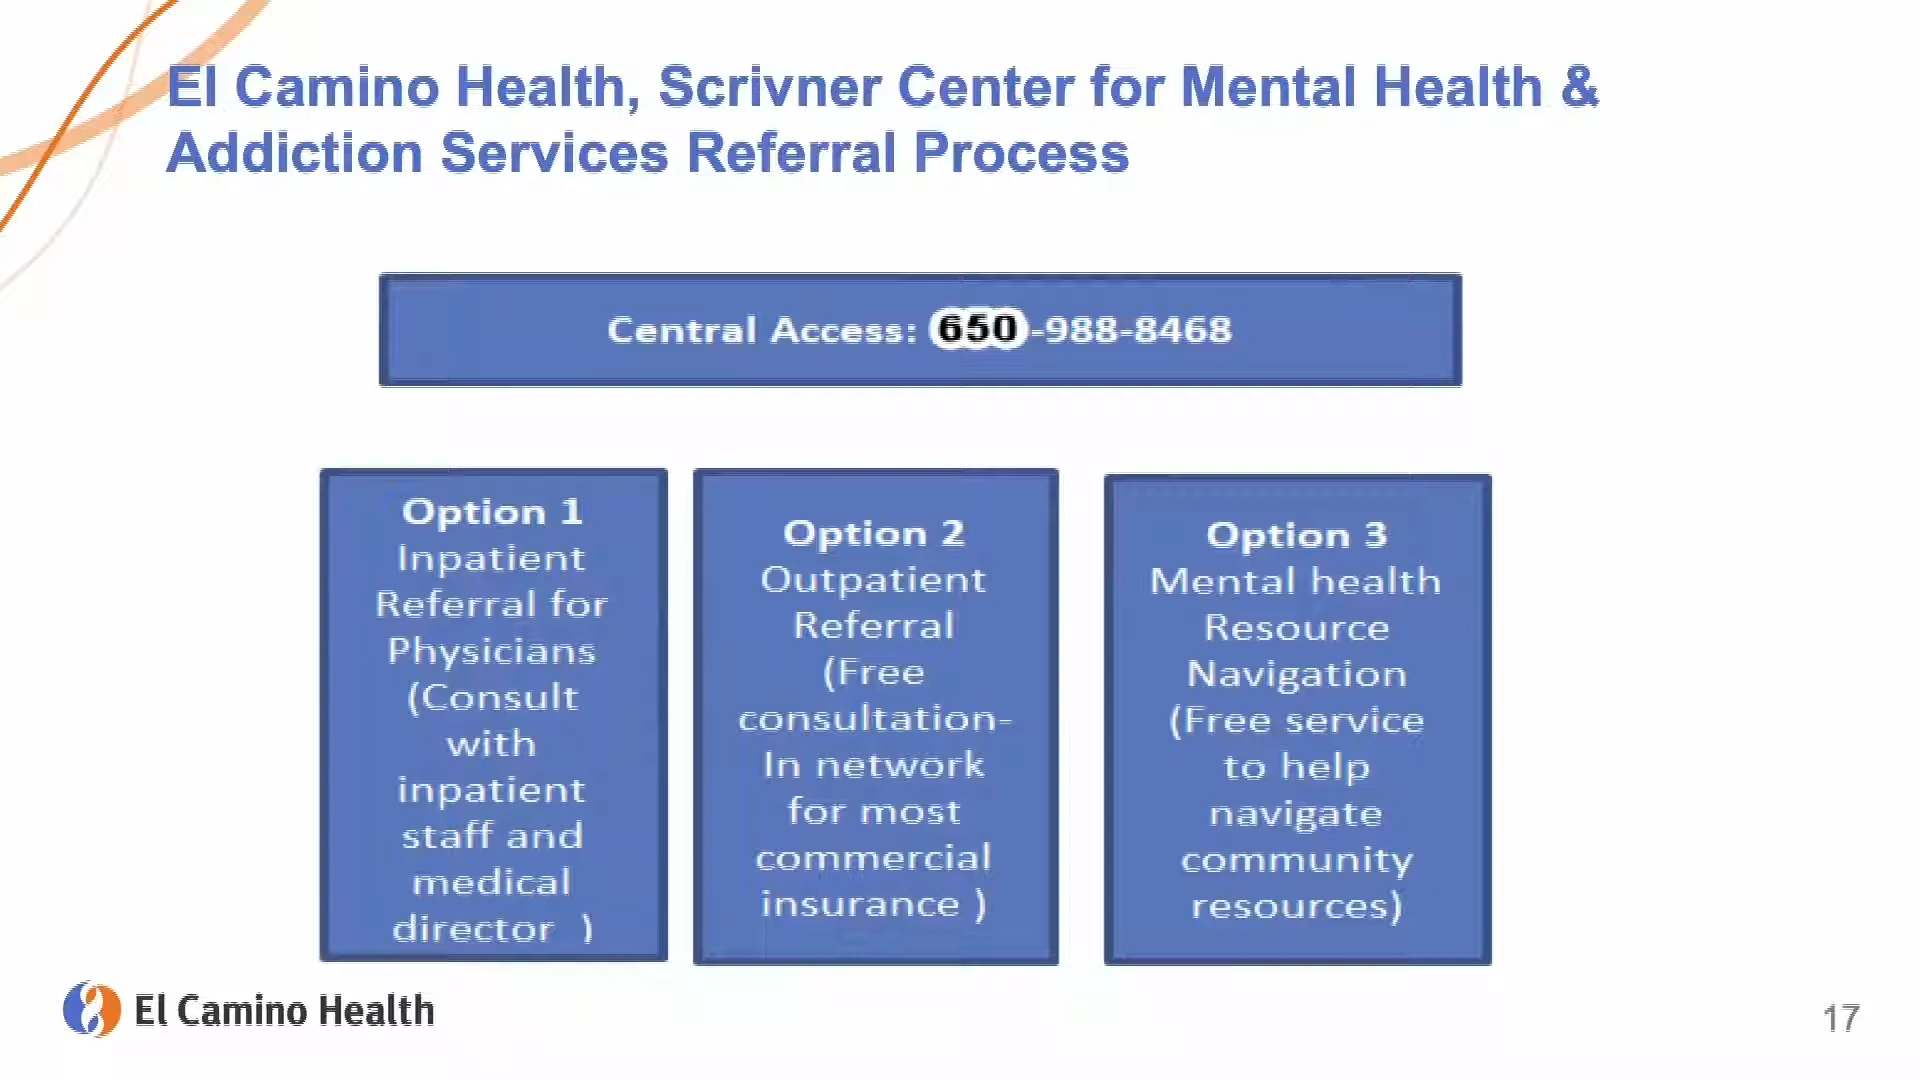 El Camino Health, Scrivner Center for Mental Health &
Addiction Services Referral Process
Central Access: 650-988-8468
Option 1
Inpatient
Referral for
Physicians
(Consult
with
inpatient
staff and
medical
director )
Option 2
Outpatient
Referral
(Free
consultation-
In network
for most
commercial
insurance )
Option 3
Mental health
Resource
Navigation
(Free service
to help
navigate
community
resources)
El Camino Health
17